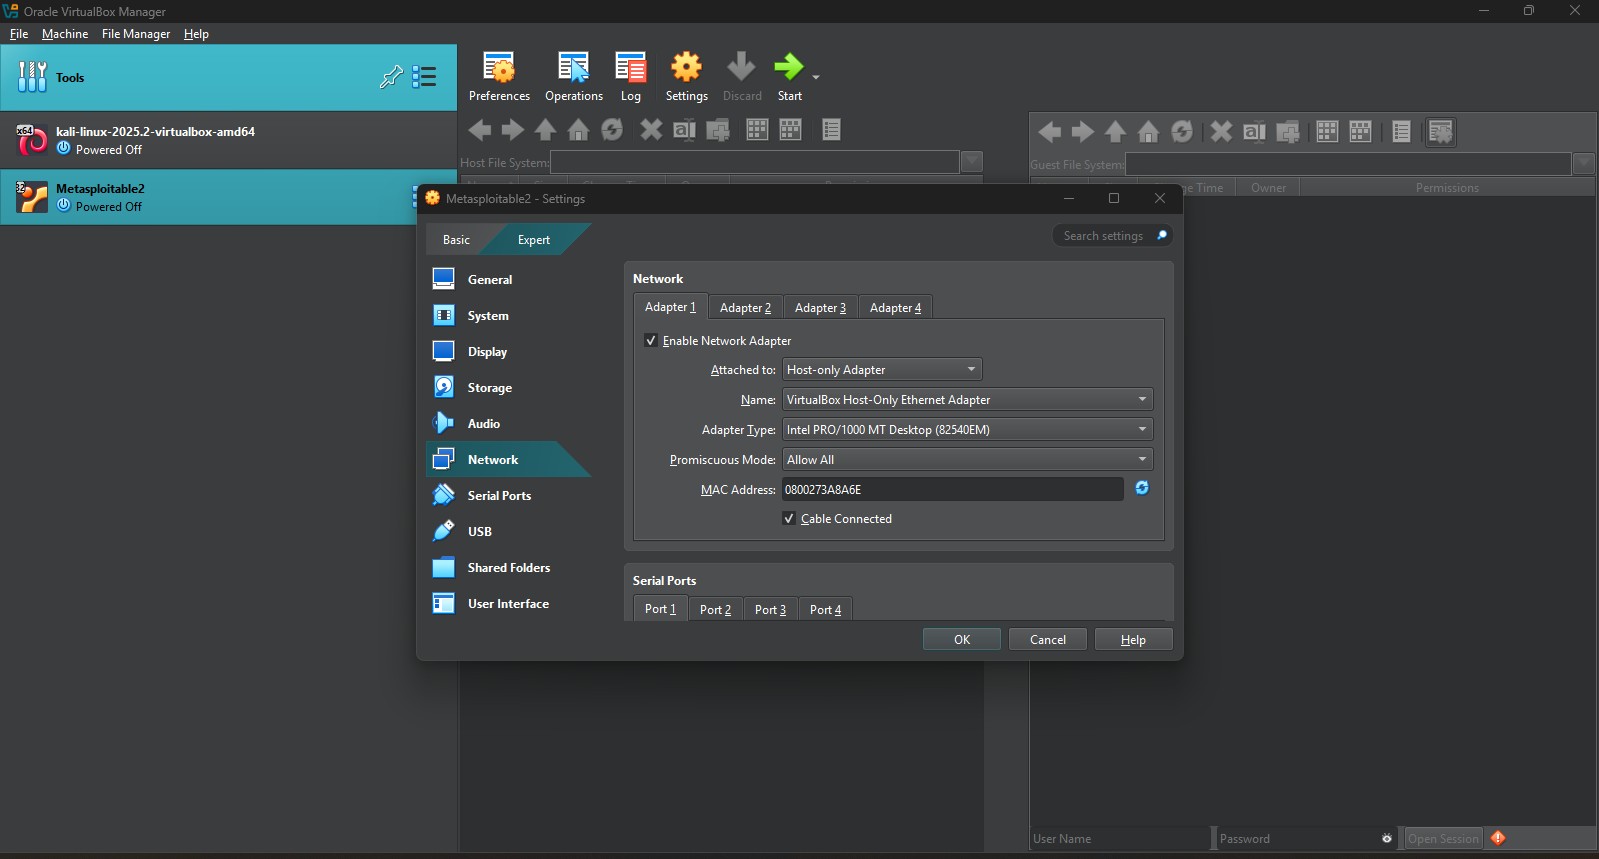 Oracle VirtualBox Manager
File Machine File Manager Help
Tools
Preferences Operations Log Settings Discard Start
x64
kali-linux-2025.2-virtualbox-amd64
Powered Off
32
Metasploitable2
Powered Off
Host File System:
Guest File System:
Time Owner Permissions
Metasploitable2 - Settings
Basic Expert
Search settings
General
System
Display
Storage
Audio
Network
Serial Ports
USB
Shared Folders
User Interface
Network
Adapter 1 Adapter 2 Adapter 3 Adapter 4
Enable Network Adapter
Attached to: Host-only Adapter
Name: VirtualBox Host-Only Ethernet Adapter
Adapter Type: Intel PRO/1000 MT Desktop (82540EM)
Promiscuous Mode: Allow All
MAC Address: 0800273A8A6E
Cable Connected
Serial Ports
Port 1 Port 2 Port 3 Port 4
OK Cancel Help
User Name Password Open Session